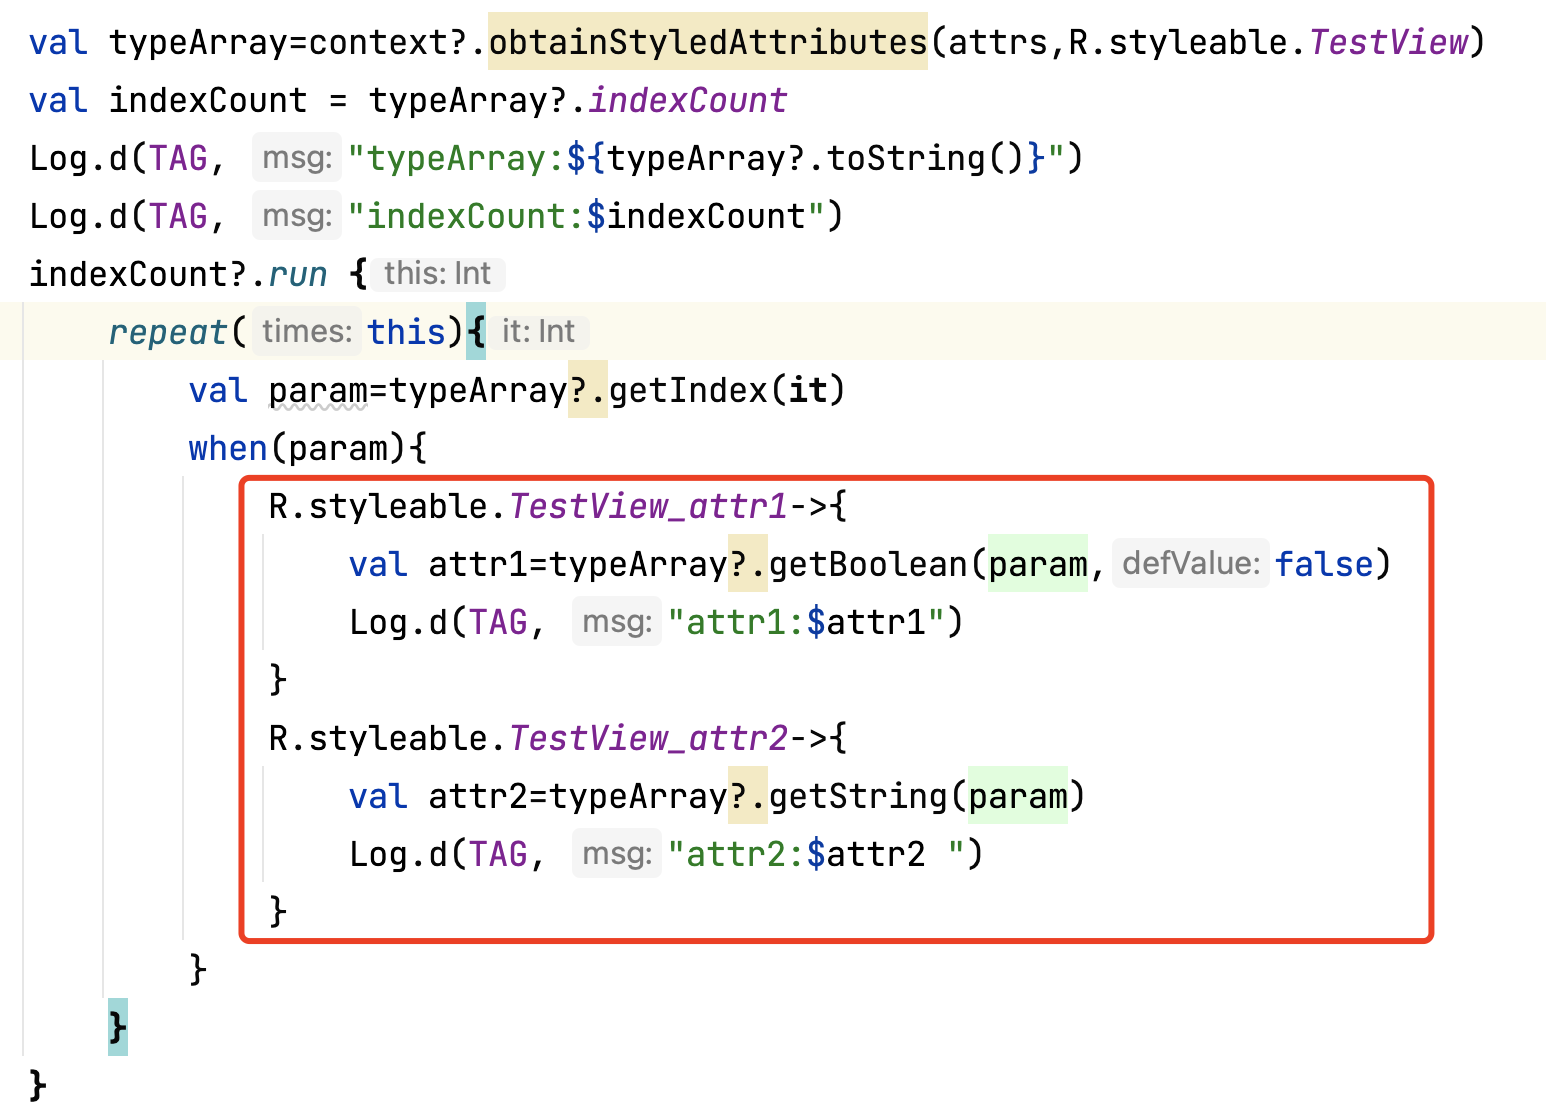 val typeArray=context?.obtainStyledAttributes(attrs,R.styleable.TestView)
val indexCount = typeArray?.indexCount
Log.d(TAG, msg: "typeArray:${typeArray?.toString()}")
Log.d(TAG, msg: "indexCount:$indexCount")
indexCount?.run { this: Int
repeat( times: this){ it: Int
val param=typeArray?.getIndex(it)
when(param){
R.styleable.TestView_attr1->{
val attr1=typeArray?.getBoolean(param, defValue: false)
Log.d(TAG, msg: "attr1:$attr1")
}
R.styleable.TestView_attr2->{
val attr2=typeArray?.getString(param)
Log.d(TAG, msg: "attr2:$attr2 ")
}
}
}
}